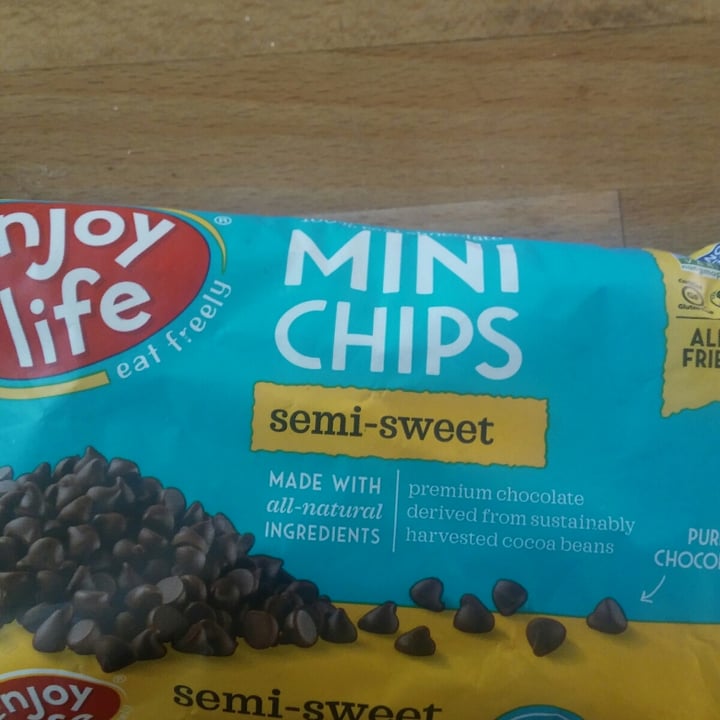 njoy
life
®
eat freely
MINI
CHIPS
semi-sweet
MADE WITH
all-natural
INGREDIENTS
premium chocolate
derived from sustainably
harvested cocoa beans
ALL
FRIE
PUR
CHOCO
njoy
semi-sweet